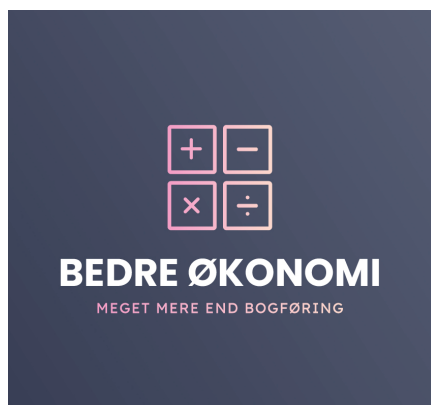 + −
× ÷
BEDRE ØKONOMI
MEGET MERE END BOGFØRING